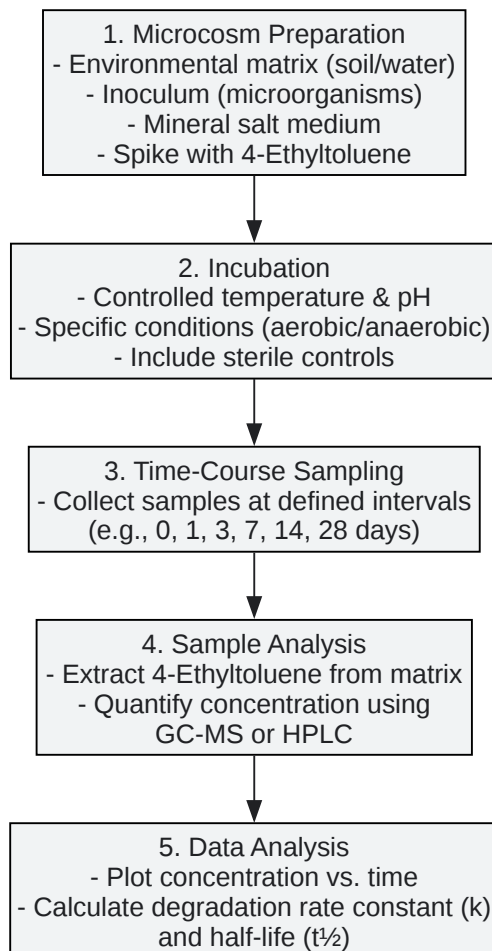 1. Microcosm Preparation
- Environmental matrix (soil/water)
- Inoculum (microorganisms)
- Mineral salt medium
- Spike with 4-Ethyltoluene
2. Incubation
- Controlled temperature & pH
- Specific conditions (aerobic/anaerobic)
- Include sterile controls
3. Time-Course Sampling
- Collect samples at defined intervals
(e.g., 0, 1, 3, 7, 14, 28 days)
4. Sample Analysis
- Extract 4-Ethyltoluene from matrix
- Quantify concentration using
GC-MS or HPLC
5. Data Analysis
- Plot concentration vs. time
- Calculate degradation rate constant (k)
and half-life (t½)